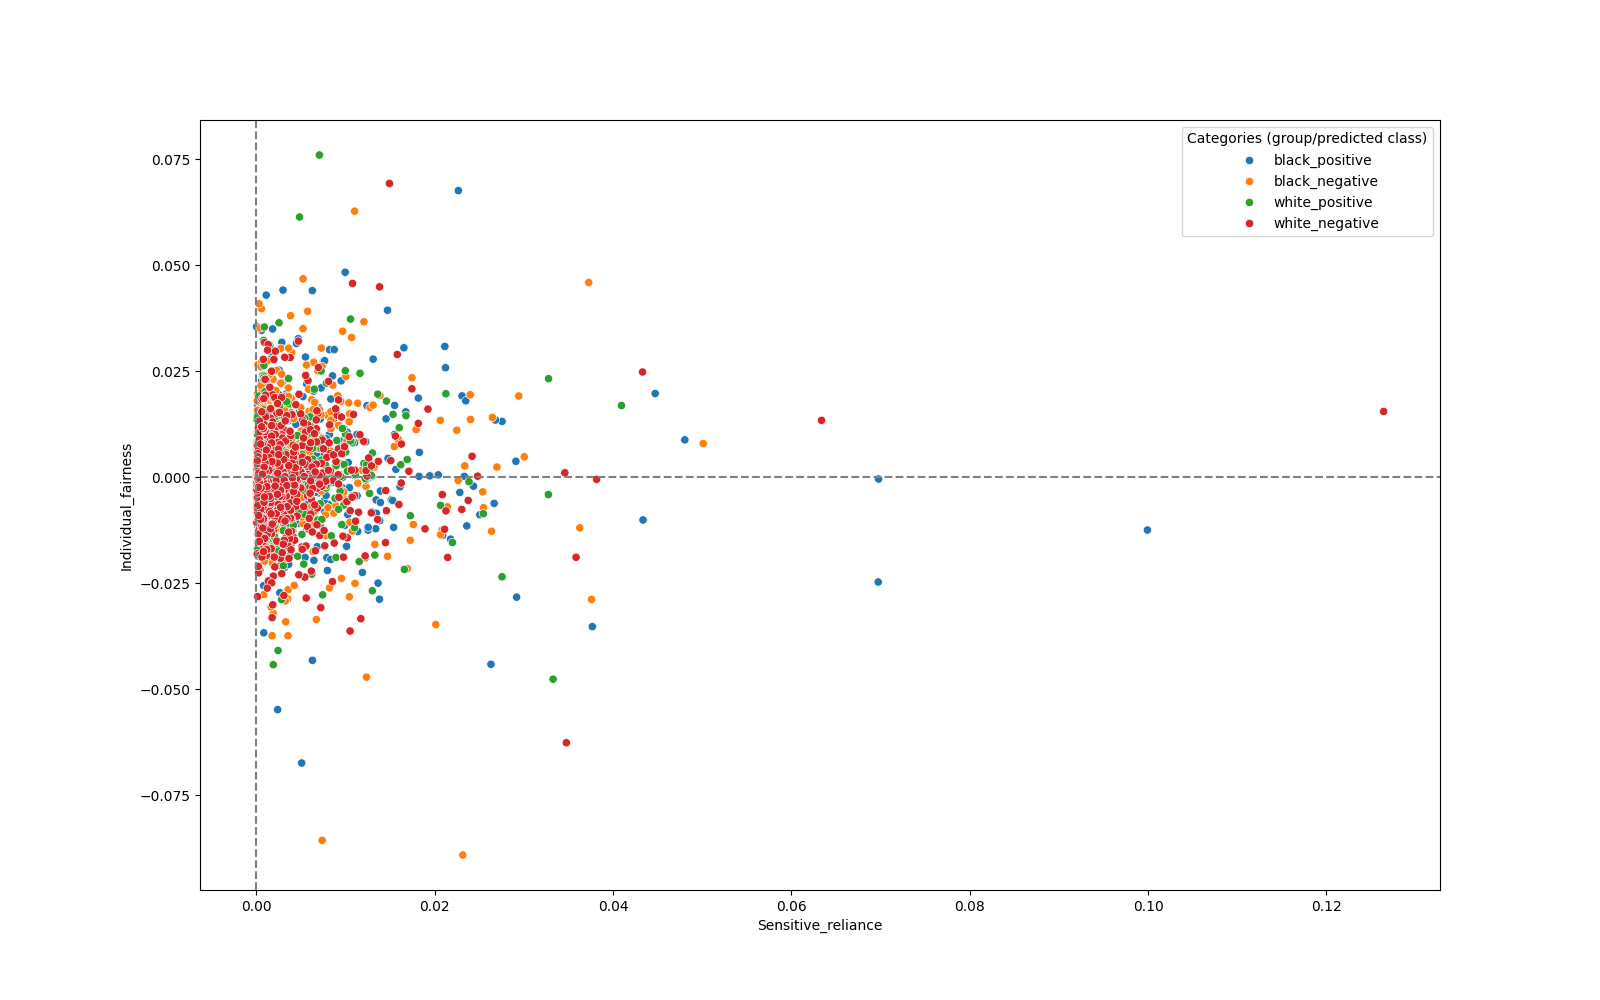 Categories (group/predicted class)
black_positive
black_negative
white_positive
white_negative
0.075
0.050
0.025
0.000
−0.025
−0.050
−0.075
Individual_fairness
0.00 0.02 0.04 0.06 0.08 0.10 0.12
Sensitive_reliance